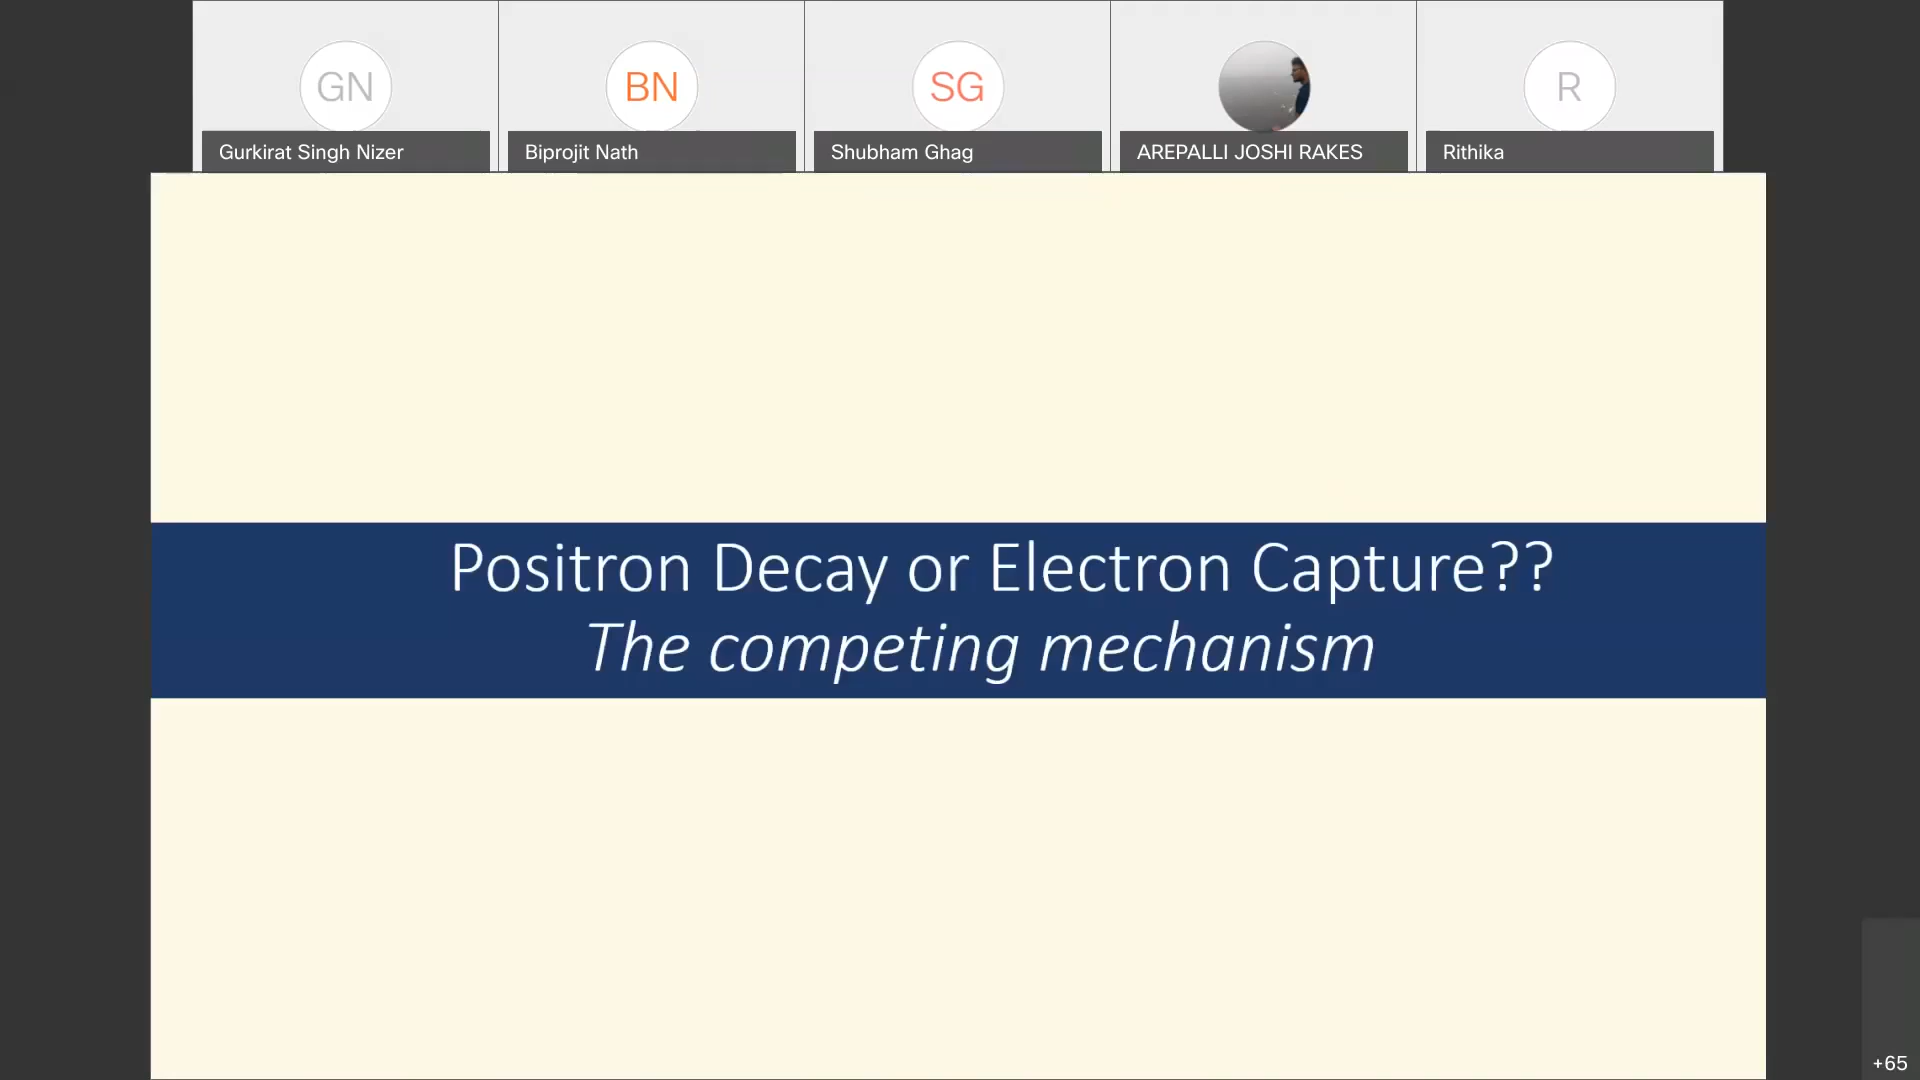 GN
BN
SG
R
Gurkirat Singh Nizer
Biprojit Nath
Shubham Ghag
AREPALLI JOSHI RAKES
Rithika
Positron Decay or Electron Capture??
The competing mechanism
+65